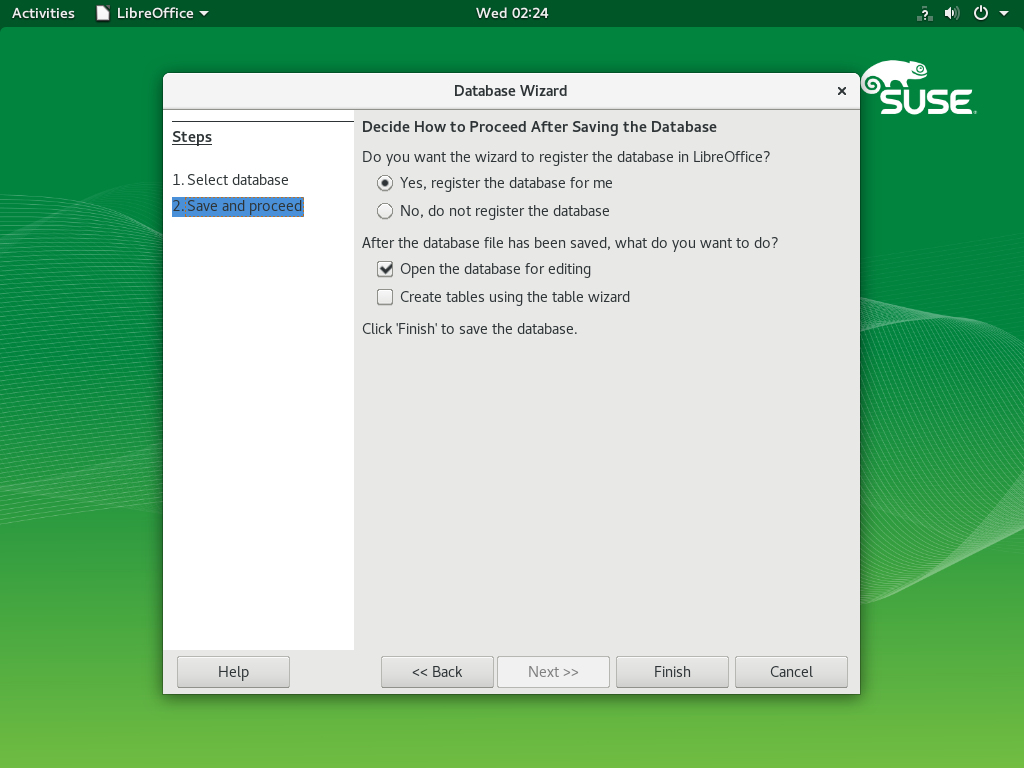 Activities LibreOffice Wed 02:24
Database Wizard
SUSE
Steps
1. Select database
2. Save and proceed
Decide How to Proceed After Saving the Database
Do you want the wizard to register the database in LibreOffice?
Yes, register the database for me
No, do not register the database
After the database file has been saved, what do you want to do?
Open the database for editing
Create tables using the table wizard
Click 'Finish' to save the database.
Help << Back Next >> Finish Cancel